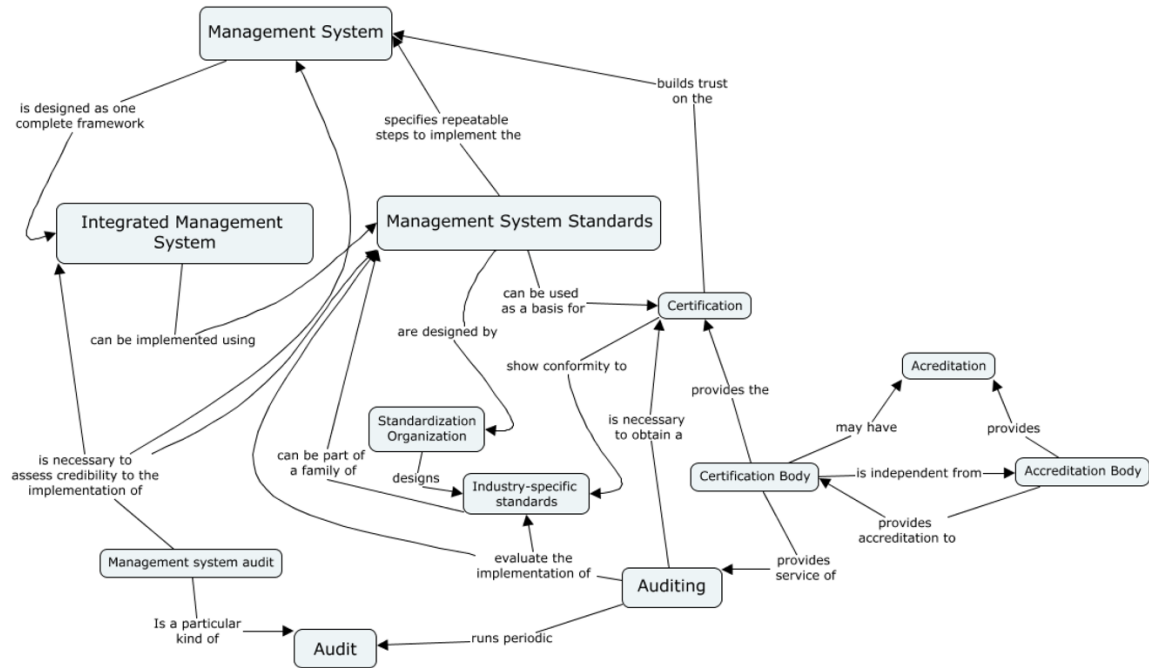 Management System
builds trust
on the
is designed as one
complete framework
specifies repeatable
steps to implement the
Integrated Management
System
Management System Standards
can be used
as a basis for
Certification
can be implemented using
are designed by
show conformity to
Acreditation
provides the
Standardization
Organization
is necessary
to obtain a
may have
provides
is necessary to
assess credibility to the
implementation of
can be part of
a family of
designs
Industry-specific
standards
Certification Body
is independent from
Accreditation Body
provides
accreditation to
Management system audit
evaluate the
implementation of
Auditing
provides
service of
Is a particular
kind of
Audit
runs periodic